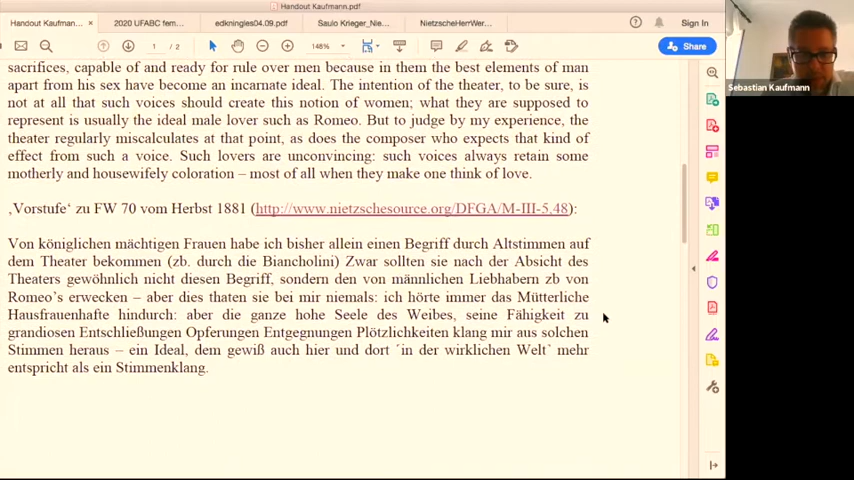 Handout Kaufmann.pdf
Handout Kaufmann.pdf ×
2020 UFABC fem...
edkningles04.09.pdf
Saulo Krieger_Nie...
NietzscheHerrWer...
Sign In
1 / 2
148%
Share
sacrifices, capable of and ready for rule over men because in them the best elements of man
apart from his sex have become an incarnate ideal. The intention of the theater, to be sure, is
not at all that such voices should create this notion of women; what they are supposed to
represent is usually the ideal male lover such as Romeo. But to judge by my experience, the
theater regularly miscalculates at that point, as does the composer who expects that kind of
effect from such a voice. Such lovers are unconvincing: such voices always retain some
motherly and housewifely coloration – most of all when they make one think of love.
‚Vorstufe‘ zu FW 70 vom Herbst 1881 (http://www.nietzschesource.org/DFGA/M-III-5,48):
Von königlichen mächtigen Frauen habe ich bisher allein einen Begriff durch Altstimmen auf
dem Theater bekommen (zb. durch die Biancholini) Zwar sollten sie nach der Absicht des
Theaters gewöhnlich nicht diesen Begriff, sondern den von männlichen Liebhabern zb von
Romeo’s erwecken – aber dies thaten sie bei mir niemals: ich hörte immer das Mütterliche
Hausfrauenhafte hindurch: aber die ganze hohe Seele des Weibes, seine Fähigkeit zu
grandiosen Entschließungen Opferungen Entgegnungen Plötzlichkeiten klang mir aus solchen
Stimmen heraus – ein Ideal, dem gewiß auch hier und dort ´in der wirklichen Welt` mehr
entspricht als ein Stimmenklang.
Sebastian Kaufmann